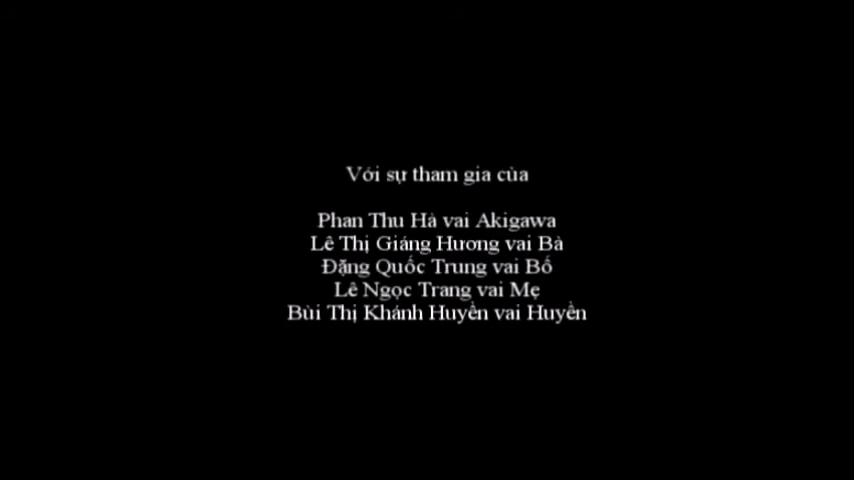 Với sự tham gia của
Phan Thu Hà vai Akigawa
Lê Thị Giáng Hương vai Bà
Đặng Quốc Trung vai Bố
Lê Ngọc Trang vai Mẹ
Bùi Thị Khánh Huyền vai Huyền